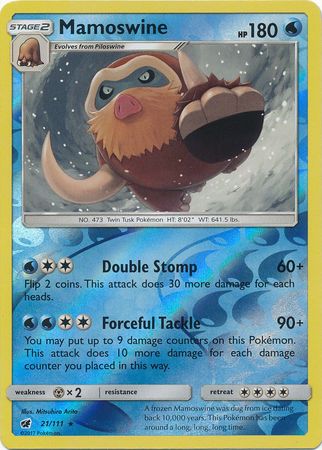 STAGE2
Mamoswine
HP 180
Evolves from Piloswine
NO. 473 Twin Tusk Pokémon HT: 8'02" WT: 641.5 lbs.
Double Stomp 60+
Flip 2 coins. This attack does 30 more damage for each
heads.
Forceful Tackle 90+
You may put up to 9 damage counters on this Pokémon.
This attack does 10 more damage for each damage
counter you placed in this way.
weakness × 2 resistance retreat
Illus. Mitsuhiro Arita
21/111 ★
©2017 Pokémon
A frozen Mamoswine was dug from ice dating
back 10,000 years. This Pokémon has been
around a long, long, long time.